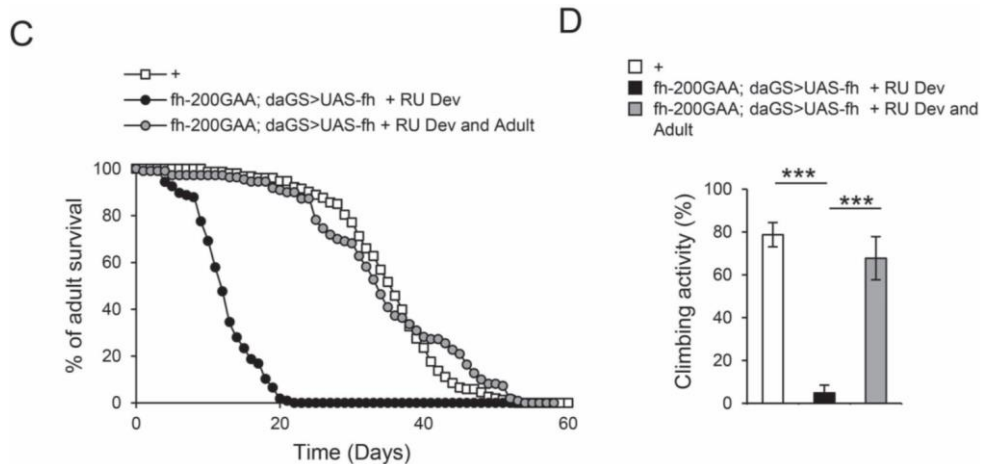 C
+
fh-200GAA; daGS>UAS-fh + RU Dev
fh-200GAA; daGS>UAS-fh + RU Dev and Adult
% of adult survival
100
80
60
40
20
0
0
20
40
60
Time (Days)
D
+
fh-200GAA; daGS>UAS-fh + RU Dev
fh-200GAA; daGS>UAS-fh + RU Dev and
Adult
Climbing activity (%)
100
80
60
40
20
0
***
***